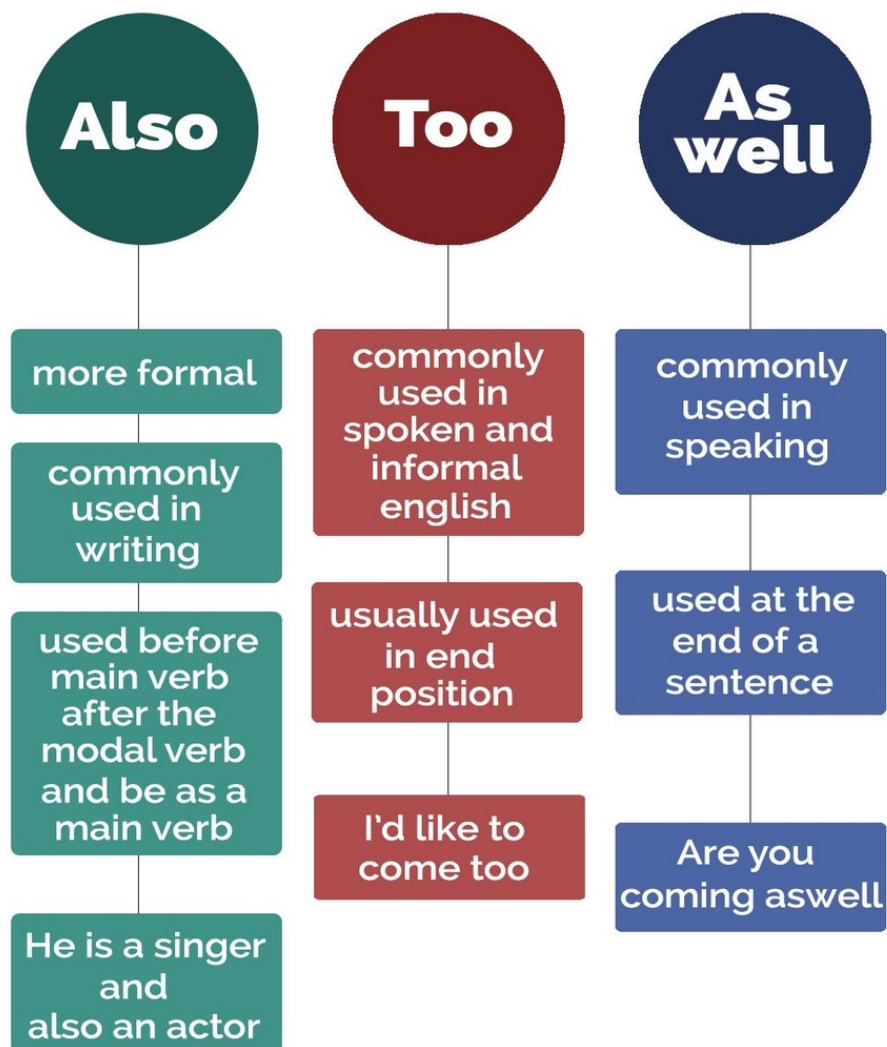 Also
more formal
commonly
used in
writing
used before
main verb
after the
modal verb
and be as a
main verb
He is a singer
and
also an actor
Too
commonly
used in
spoken and
informal
english
usually used
in end
position
I'd like to
come too
As
well
commonly
used in
speaking
used at the
end of a
sentence
Are you
coming aswell